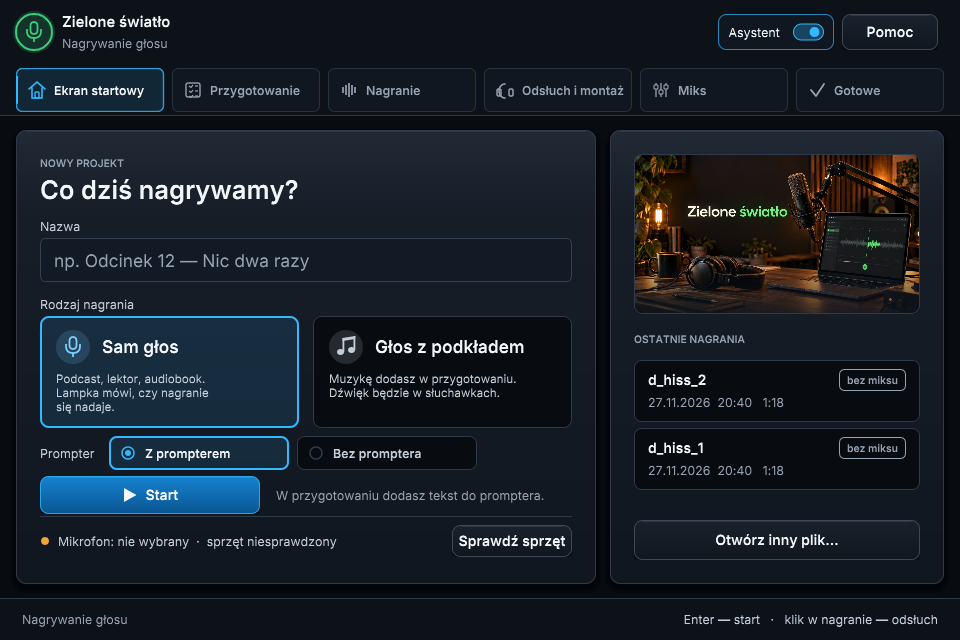 Zielone światło
Nagrywanie głosu
Asystent
Pomoc
Ekran startowy
Przygotowanie
Nagranie
Odsłuch i montaż
Miks
Gotowe
NOWY PROJEKT
Co dziś nagrywamy?
Nazwa
np. Odcinek 12 — Nic dwa razy
Rodzaj nagrania
Sam głos
Podcast, lektor, audiobook.
Lampka mówi, czy nagranie
się nadaje.
Głos z podkładem
Muzykę dodasz w przygotowaniu.
Dźwięk będzie w słuchawkach.
Prompter
Z prompterem
Bez promptera
Start
W przygotowaniu dodasz tekst do promptera.
Mikrofon: nie wybrany · sprzęt niesprawdzony
Sprawdź sprzęt
Zielone światło
OSTATNIE NAGRANIA
d_hiss_2
bez miksu
27.11.2026 20:40 1:18
d_hiss_1
bez miksu
27.11.2026 20:40 1:18
Otwórz inny plik...
Nagrywanie głosu
Enter — start · klik w nagranie — odsłuch